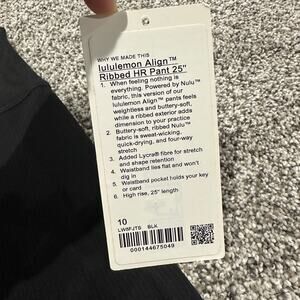 WHY WE MADE THIS
lululemon Align™
Ribbed HR Pant 25"
1. When feeling nothing is
everything. Powered by Nulu™
fabric, this version of our
lululemon Align™ pants feels
weightless and buttery-soft,
while a ribbed exterior adds
dimension to your practice
2. Buttery-soft, ribbed Nulu™
fabric is sweat-wicking,
quick-drying, and four-way
stretch
3. Added Lycra® fibre for stretch
and shape retention
4. Waistband lies flat and won't
dig in
5. Waistband pocket holds your key
or card
6. High rise, 25" length
10
LW5FJTS BLK
000144675049